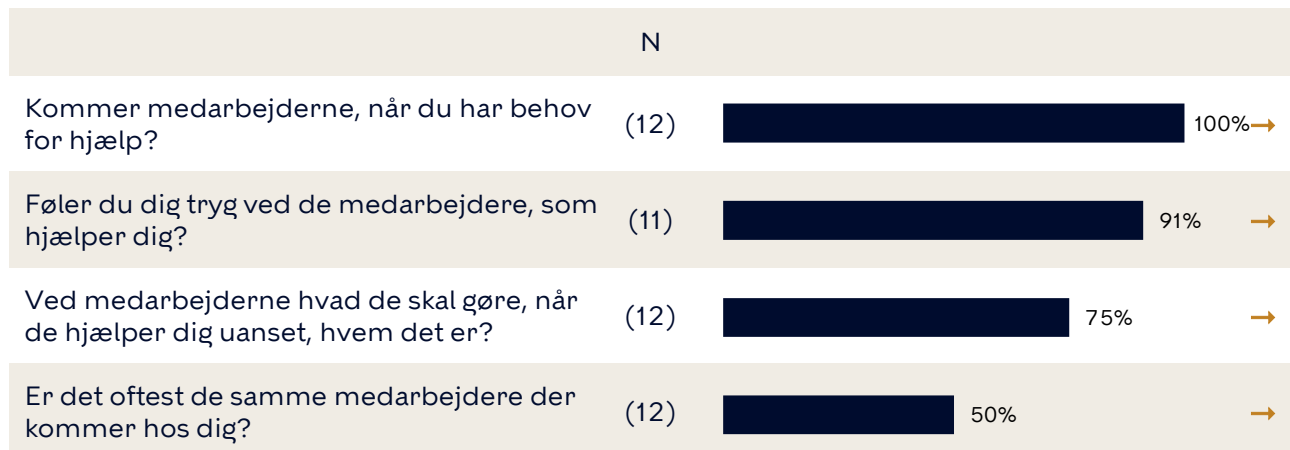 N
Kommer medarbejderne, når du har behov
for hjælp?
(12)
100%→
Føler du dig tryg ved de medarbejdere, som
hjælper dig?
(11)
91%
→
Ved medarbejderne hvad de skal gøre, når
de hjælper dig uanset, hvem det er?
(12)
75%
→
Er det oftest de samme medarbejdere der
kommer hos dig?
(12)
50%
→